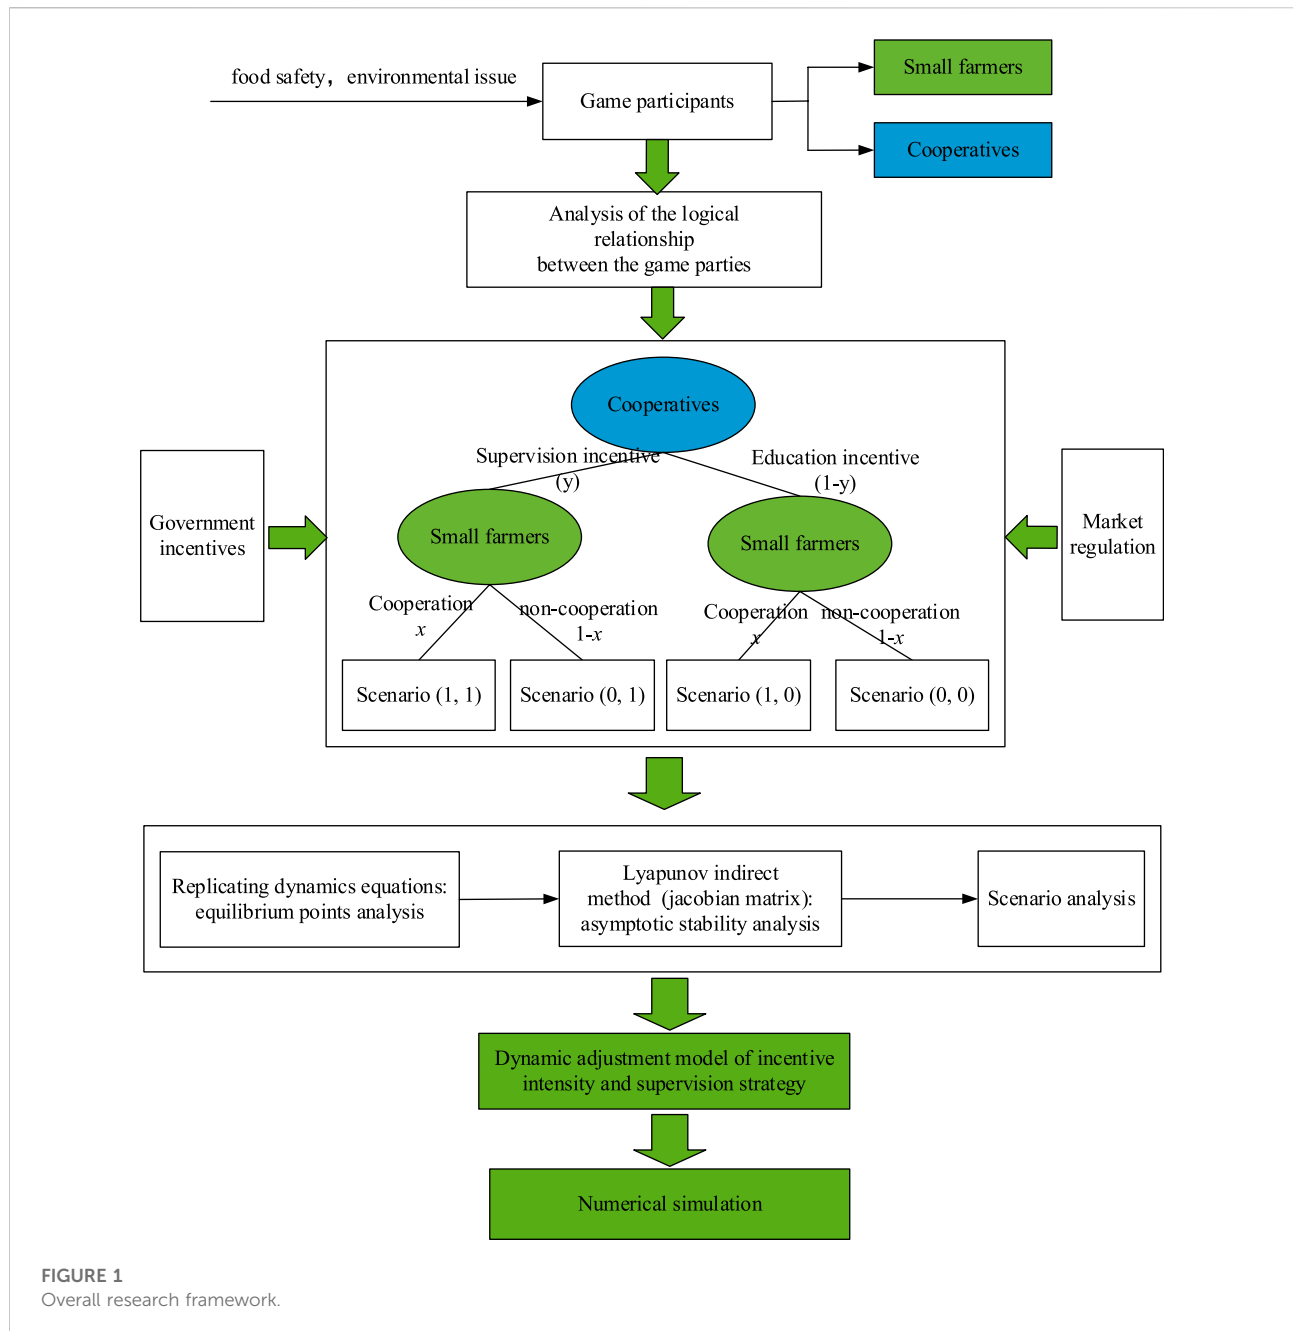 food safety, environmental issue
Game participants
Small farmers
Cooperatives
Analysis of the logical
relationship
between the game parties
Cooperatives
Supervision incentive
(y)
Education incentive
(1-y)
Government
incentives
Small farmers
Small farmers
Market
regulation
Cooperation
x
non-cooperation
1-x
Cooperation
x
non-cooperation
1-x
Scenario (1, 1)
Scenario (0, 1)
Scenario (1, 0)
Scenario (0, 0)
Replicating dynamics equations:
equilibrium points analysis
Lyapunov indirect
method (jacobian matrix):
asymptotic stability analysis
Scenario analysis
Dynamic adjustment model of incentive
intensity and supervision strategy
Numerical simulation
FIGURE 1
Overall research framework.